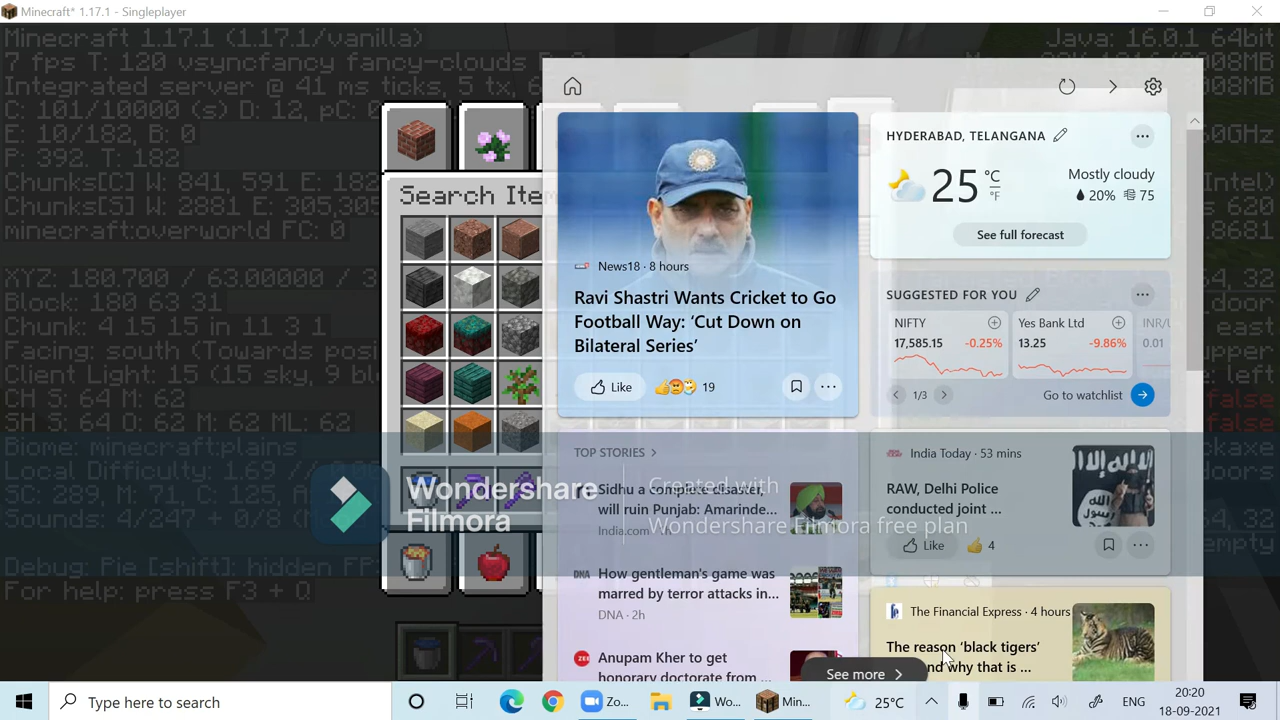 Minecraft* 1.17.1 - Singleplayer
Minecraft 1.17.1 (1.17.1/vanilla)
Java: 16.0.1 64bit
7 fps T: 120 vsyncfancy fancy-clouds
Integrated server @ 41 ms ticks, 5 tx, 6
C: 101/10000 (s) D: 12, pC:
E: 10/182, B: 0
P: 392. T: 182
Chunks[C] W: 841, 591 E: 182
Chunks[S] W: 2881 E: 305,305
minecraft:overworld FC: 0
XYZ: 180.700 / 63.00000 / 3
Block: 180 63 31
Chunk: 4 15 15 in 11 3 1
Facing: south (Towards posi
Client Light: 15 (15 sky, 9 bl
CH S: 64 M: 62
SH S: 64 O: 62 M: 62 ML: 62
Biome: minecraft:plains
Debug: Pie [shift]: hidden FP
For help: press F3 + Q
Search Ite
HYDERABAD, TELANGANA
25 °C
°F
Mostly cloudy
20% 75
See full forecast
News18 · 8 hours
Ravi Shastri Wants Cricket to Go
Football Way: ‘Cut Down on
Bilateral Series’
Like 19
SUGGESTED FOR YOU
NIFTY
17,585.15 -0.25%
Yes Bank Ltd
13.25 -9.86%
INR/U
0.01
1/3
Go to watchlist
TOP STORIES
Sidhu a complete disaster,
will ruin Punjab: Amarinde...
India.com · 1h
DNA How gentleman's game was
marred by terror attacks in...
DNA · 2h
ZEE Anupam Kher to get
honorary doctorate from ...
India Today · 53 mins
RAW, Delhi Police
conducted joint ...
Like 4
The Financial Express · 4 hours
The reason ‘black tigers’
nd why that is ...
See more
Wondershare
Filmora
Created with
Wondershare Filmora free plan
Type here to search
Zo...
Wo...
Min...
25°C
ENG
20:20
18-09-2021